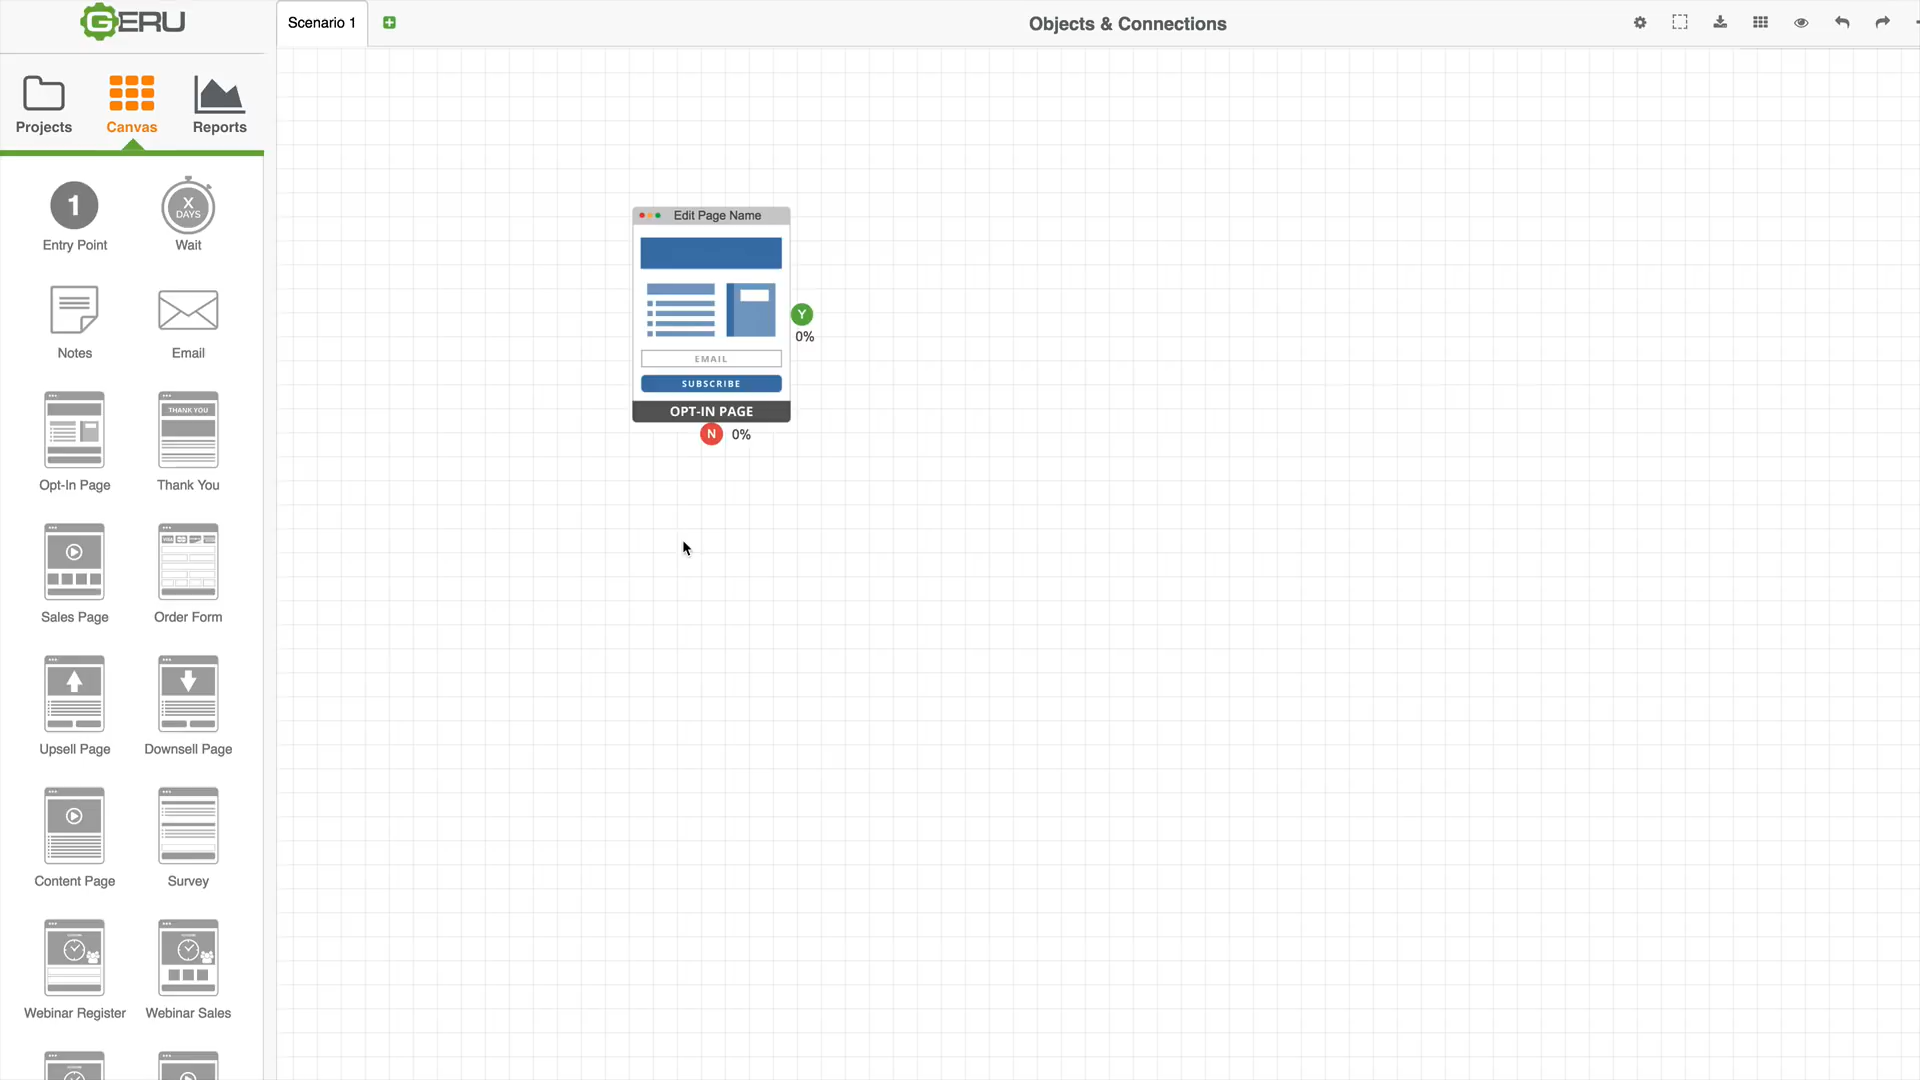 GERU
Scenario 1
Objects & Connections
Projects
Canvas
Reports
1
X
DAYS
Entry Point
Wait
Notes
Email
THANK YOU
Opt-In Page
Thank You
Sales Page
Order Form
Upsell Page
Downsell Page
Content Page
Survey
Webinar Register
Webinar Sales
Edit Page Name
EMAIL
SUBSCRIBE
OPT-IN PAGE
Y
0%
N
0%